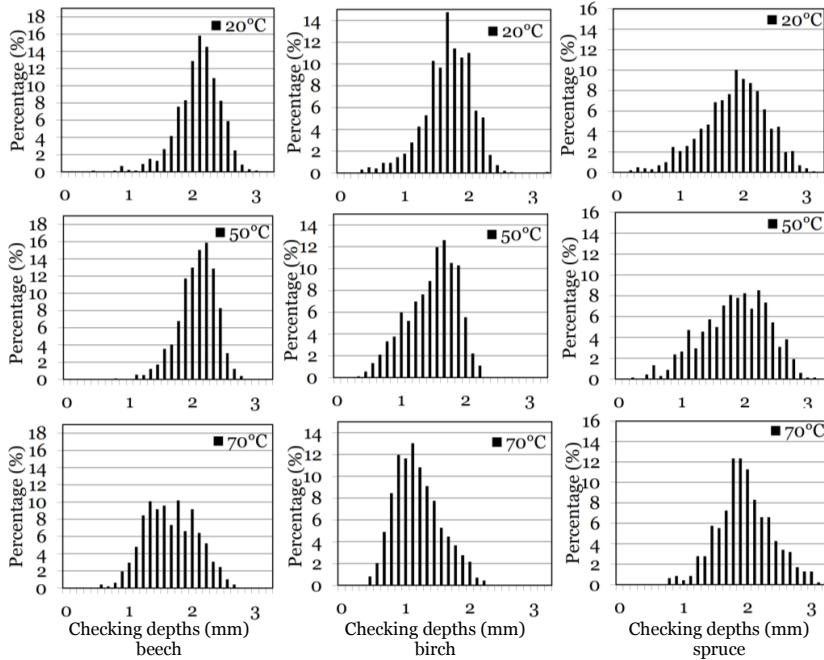 Percentage (%)
18
16
14
12
10
8
6
4
2
0
0 1 2 3
■ 20°C
Percentage (%)
14
12
10
8
6
4
2
0
0 1 2 3
■ 20°C
Percentage (%)
16
14
12
10
8
6
4
2
0
0 1 2 3
■ 20°C
Percentage (%)
18
16
14
12
10
8
6
4
2
0
0 1 2 3
■ 50°C
Percentage (%)
14
12
10
8
6
4
2
0
0 1 2 3
■ 50°C
Percentage (%)
16
14
12
10
8
6
4
2
0
0 1 2 3
■ 50°C
Percentage (%)
18
16
14
12
10
8
6
4
2
0
0 1 2 3
■ 70°C
Checking depths (mm)
beech
Percentage (%)
14
12
10
8
6
4
2
0
0 1 2 3
■ 70°C
Checking depths (mm)
birch
Percentage (%)
16
14
12
10
8
6
4
2
0
0 1 2 3
■ 70°C
Checking depths (mm)
spruce